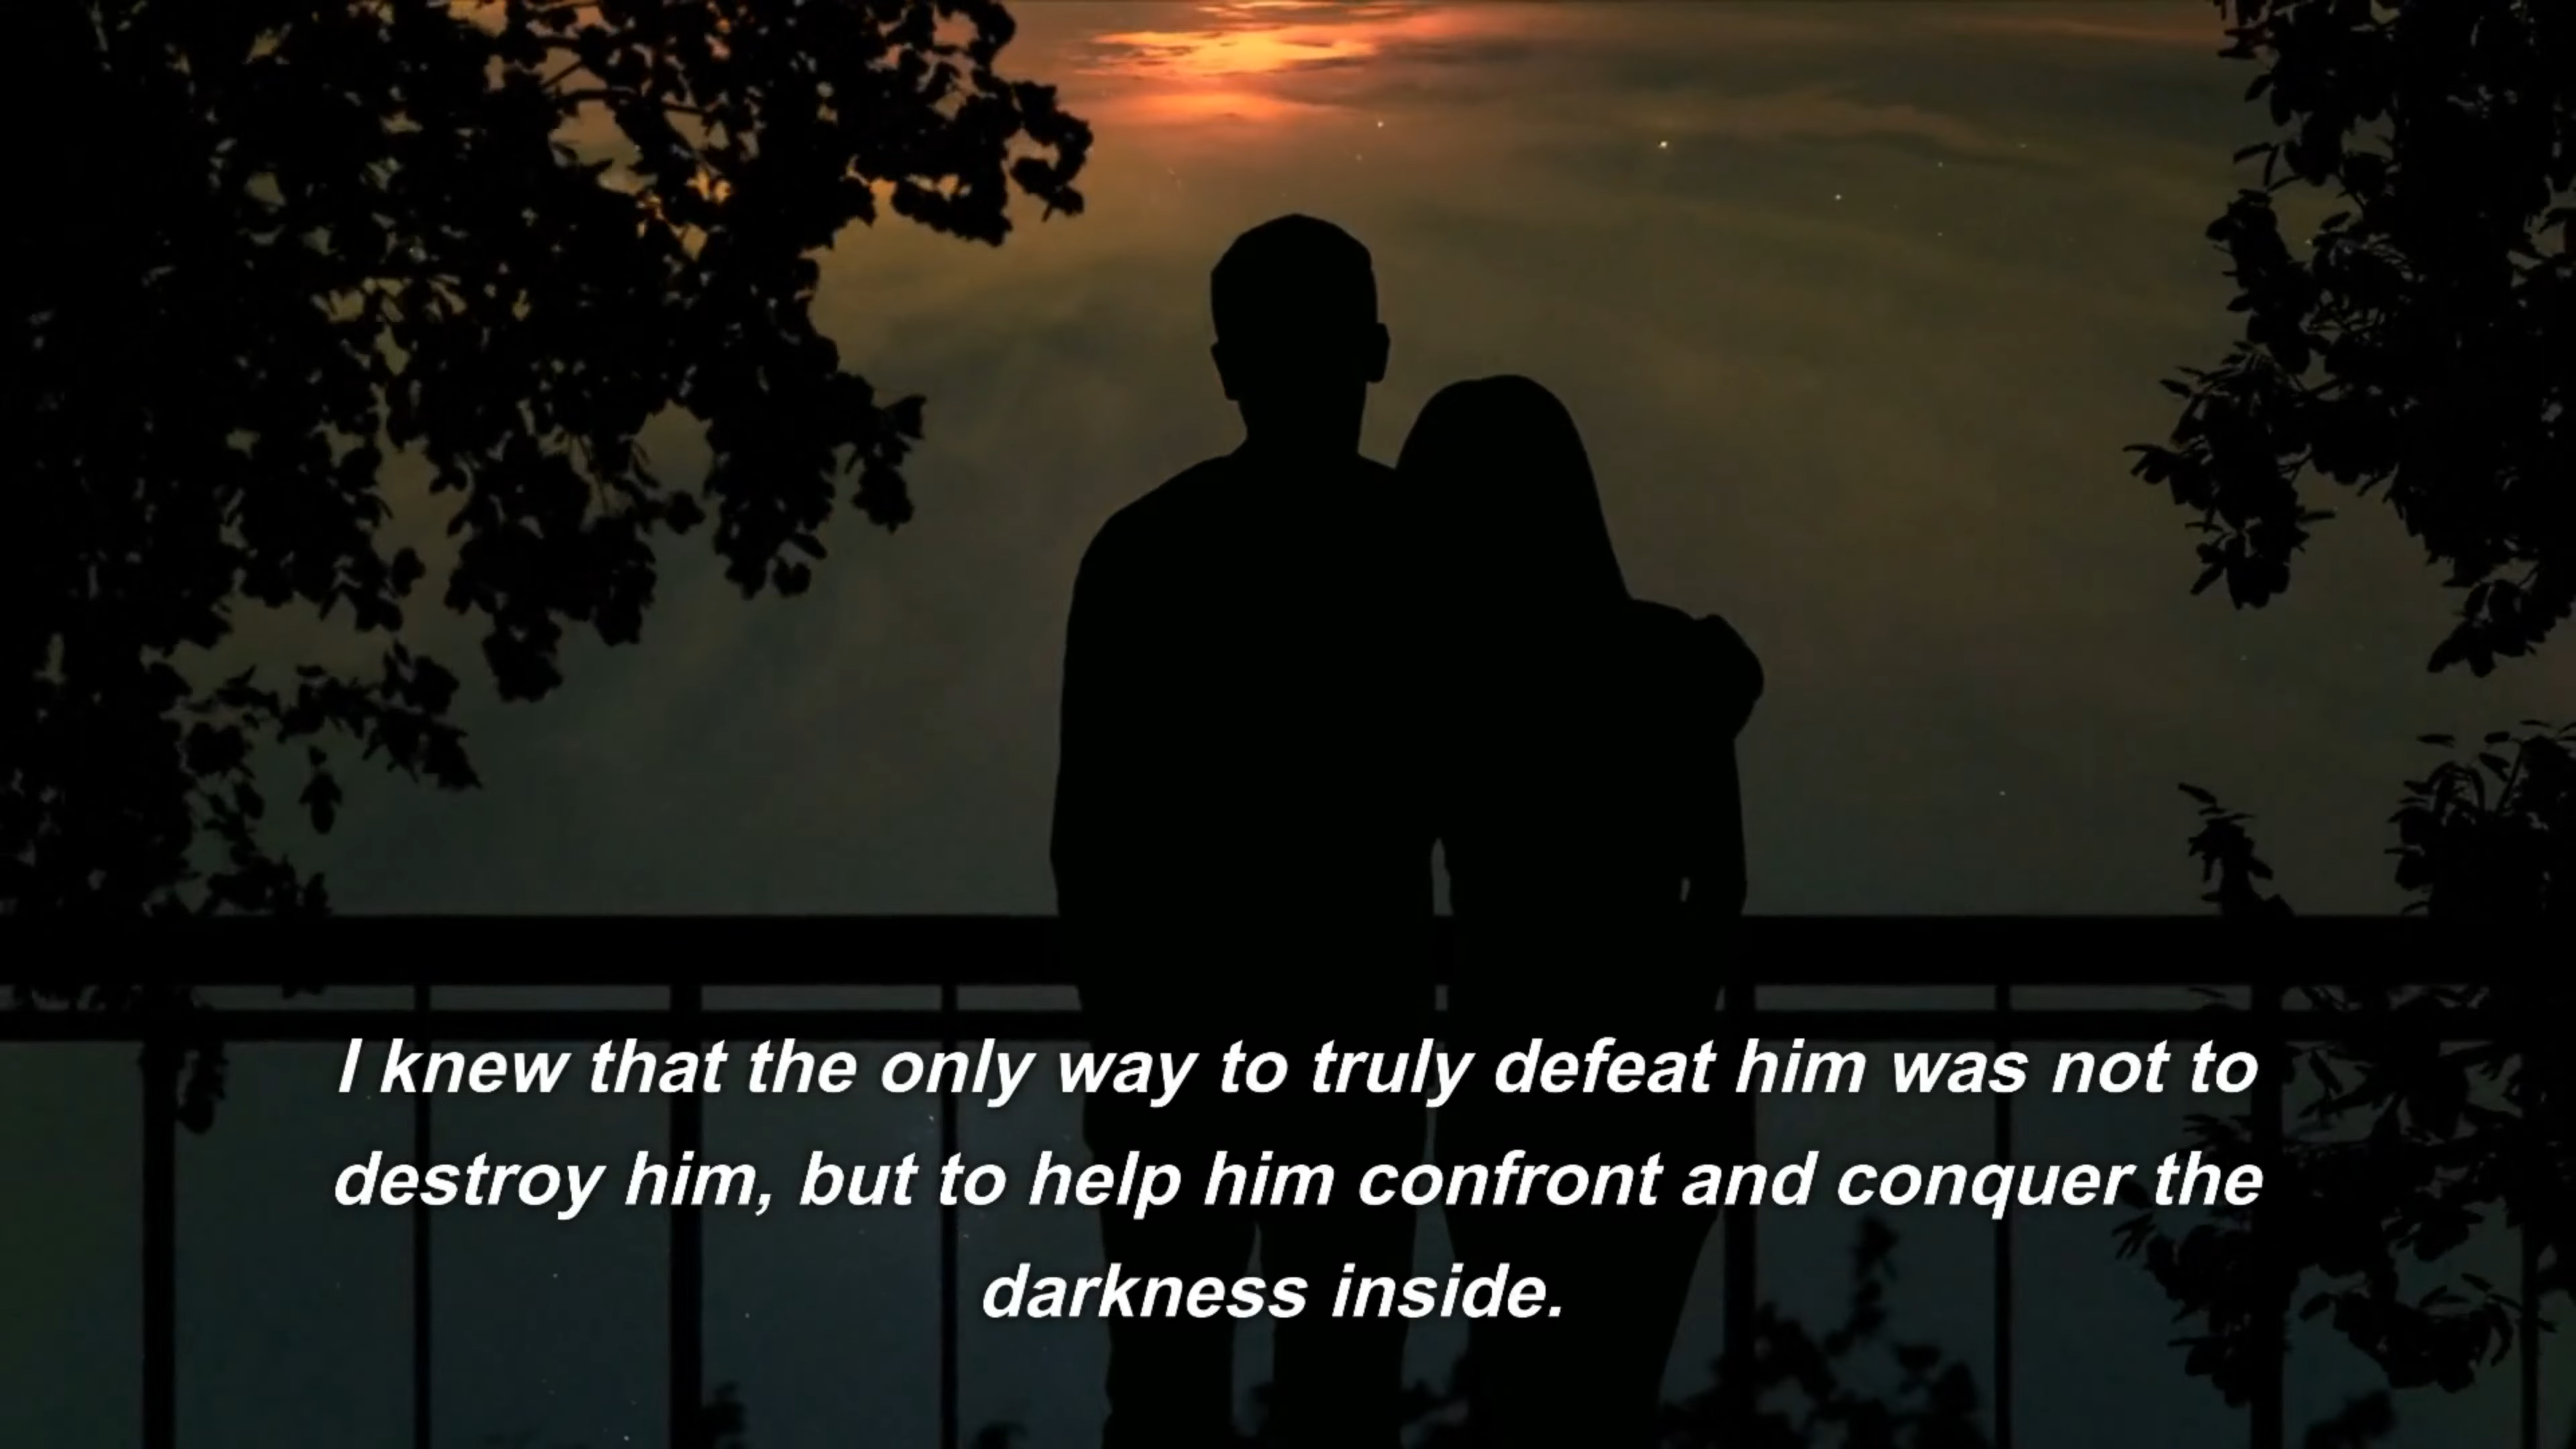 I knew that the only way to truly defeat him was not to
destroy him, but to help him confront and conquer the
darkness inside.